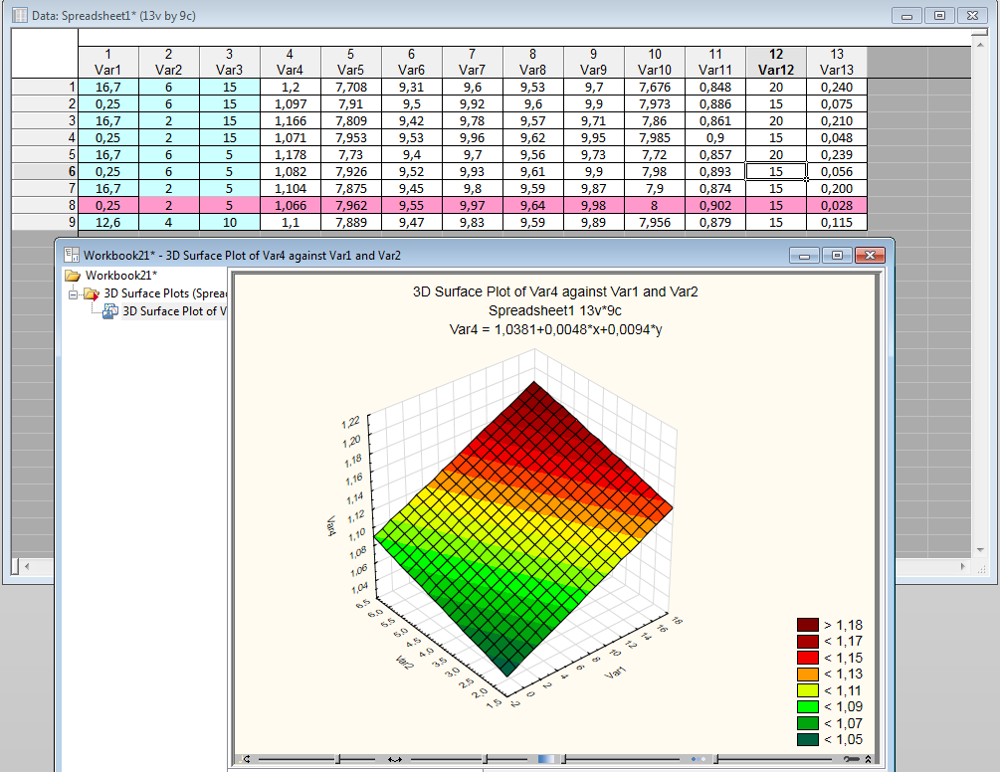 Data: Spreadsheet1* (13v by 9c)
1 2 3 4 5 6 7 8 9 10 11 12 13
Var1 Var2 Var3 Var4 Var5 Var6 Var7 Var8 Var9 Var10 Var11 Var12 Var13
1 16,7 6 15 1,2 7,708 9,31 9,6 9,53 9,7 7,676 0,848 20 0,240
2 0,25 6 15 1,097 7,91 9,5 9,92 9,6 9,9 7,973 0,886 15 0,075
3 16,7 2 15 1,166 7,809 9,42 9,78 9,57 9,71 7,86 0,861 20 0,210
4 0,25 2 15 1,071 7,953 9,53 9,96 9,62 9,95 7,985 0,9 15 0,048
5 16,7 6 5 1,178 7,73 9,4 9,7 9,56 9,73 7,72 0,857 20 0,239
6 0,25 6 5 1,082 7,926 9,52 9,93 9,61 9,9 7,98 0,893 15 0,056
7 16,7 2 5 1,104 7,875 9,45 9,8 9,59 9,87 7,9 0,874 15 0,200
8 0,25 2 5 1,066 7,962 9,55 9,97 9,64 9,98 8 0,902 15 0,028
9 12,6 4 10 1,1 7,889 9,47 9,83 9,59 9,89 7,956 0,879 15 0,115
Workbook21* - 3D Surface Plot of Var4 against Var1 and Var2
Workbook21*
3D Surface Plots (Sprea
3D Surface Plot of V
3D Surface Plot of Var4 against Var1 and Var2
Spreadsheet1 13v*9c
Var4 = 1,0381+0,0048*x+0,0094*y
1,22
1,20
1,18
1,16
1,14
1,12
1,10
1,08
1,06
1,04
Var4
6,5
6,0
5,5
5,0
4,5
4,0
3,5
3,0
2,5
2,0
1,5
Var2
-2
0
2
4
6
8
10
12
14
16
18
Var1
> 1,18
< 1,17
< 1,15
< 1,13
< 1,11
< 1,09
< 1,07
< 1,05